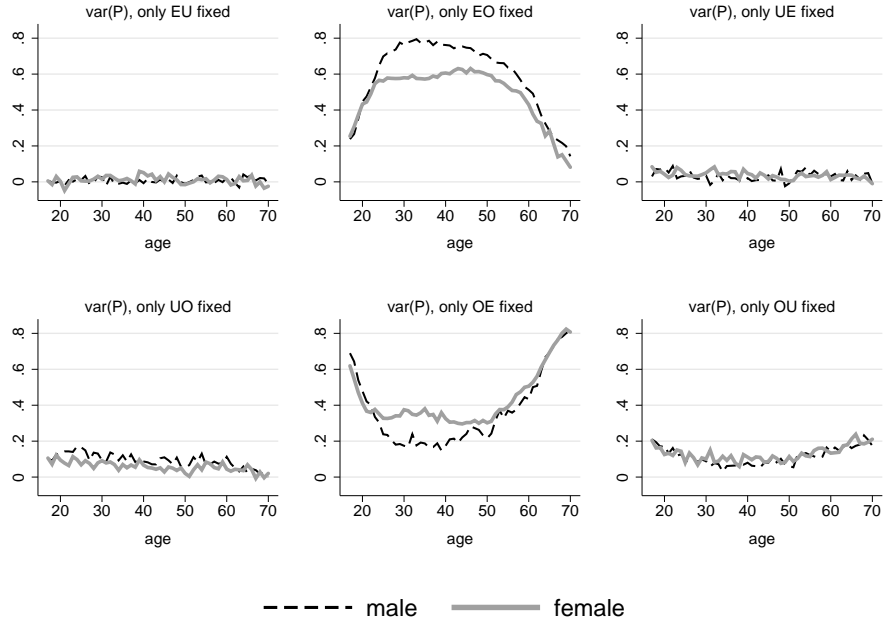 var(P), only EU fixed
.8
.6
.4
.2
0
20 30 40 50 60 70
age
var(P), only EO fixed
.8
.6
.4
.2
0
20 30 40 50 60 70
age
var(P), only UE fixed
.8
.6
.4
.2
0
20 30 40 50 60 70
age
var(P), only UO fixed
.8
.6
.4
.2
0
20 30 40 50 60 70
age
var(P), only OE fixed
.8
.6
.4
.2
0
20 30 40 50 60 70
age
var(P), only OU fixed
.8
.6
.4
.2
0
20 30 40 50 60 70
age
male female